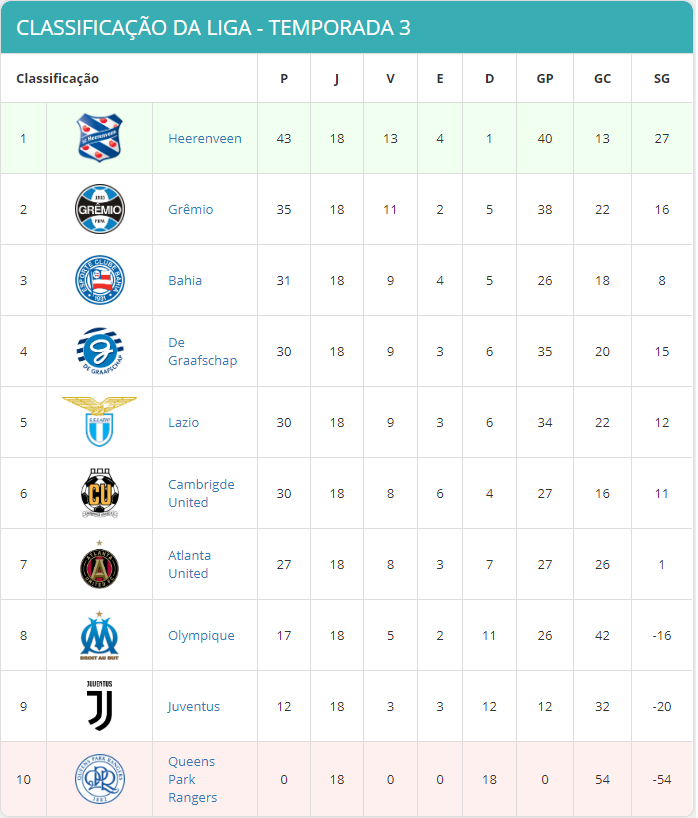 CLASSIFICAÇÃO DA LIGA - TEMPORADA 3
Classificação P J V E D GP GC SG
1 Heerenveen 43 18 13 4 1 40 13 27
2 GRÊMIO Grêmio 35 18 11 2 5 38 22 16
3 ESPORTE CLUBE BAHIA 1931 Bahia 31 18 9 4 5 26 18 8
4 DE GRAAFSCHAP De
Graafschap 30 18 9 3 6 35 20 15
5 S.S.LAZIO Lazio 30 18 9 3 6 34 22 12
6 CU Cambrigde
United 30 18 8 6 4 27 16 11
7 ATLANTA A Atlanta
United 27 18 8 3 7 27 26 1
8 DROIT AU BUT Olympique 17 18 5 2 11 26 42 -16
9 JUVENTUS Juventus 12 18 3 3 12 12 32 -20
10 QUEENS PARK RANGERS 1882 Queens
Park
Rangers 0 18 0 0 18 0 54 -54